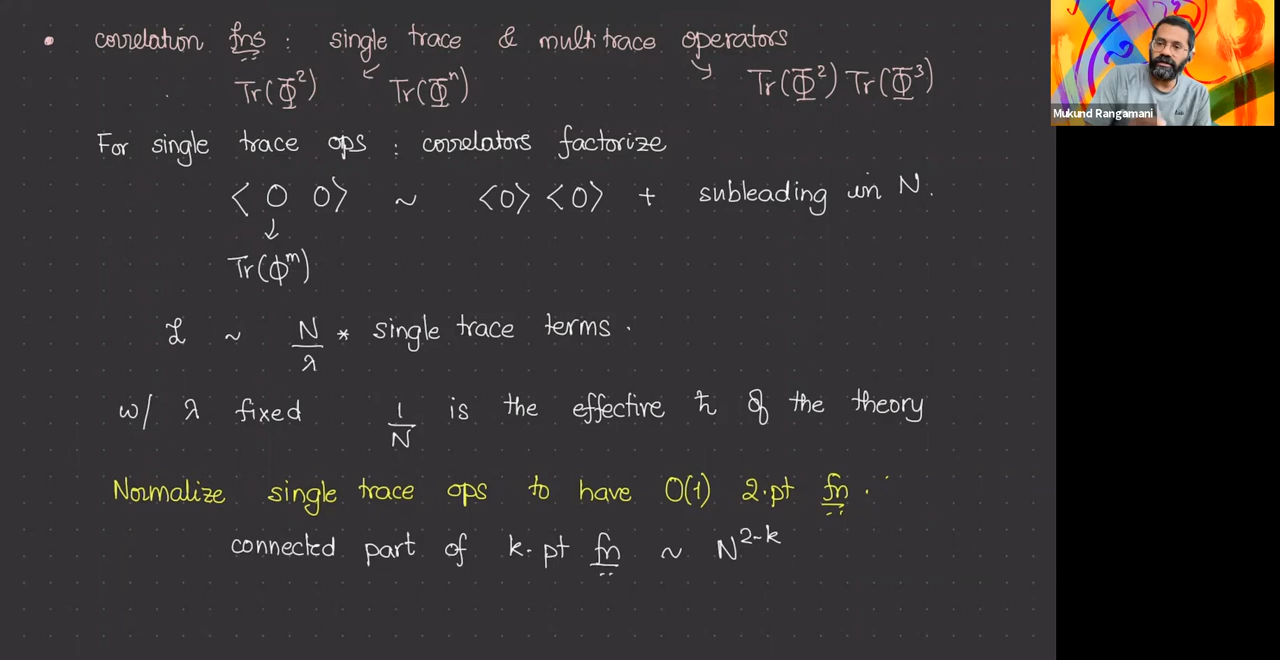 • correlation fns : single trace & multitrace operators
Tr(Φ²) Tr(Φⁿ) Tr(Φ²) Tr(Φ³)
For single trace ops : correlators factorize
⟨O O⟩ ~ ⟨O⟩ ⟨O⟩ + subleading in N.
↓
Tr(Φᵐ)
ℒ ~ N/λ * single trace terms.
w/ λ fixed 1/N is the effective ħ of the theory
Normalize single trace ops to have O(1) 2.pt fn.
connected part of k.pt fn ~ N^{2-k}
Mukund Rangamani